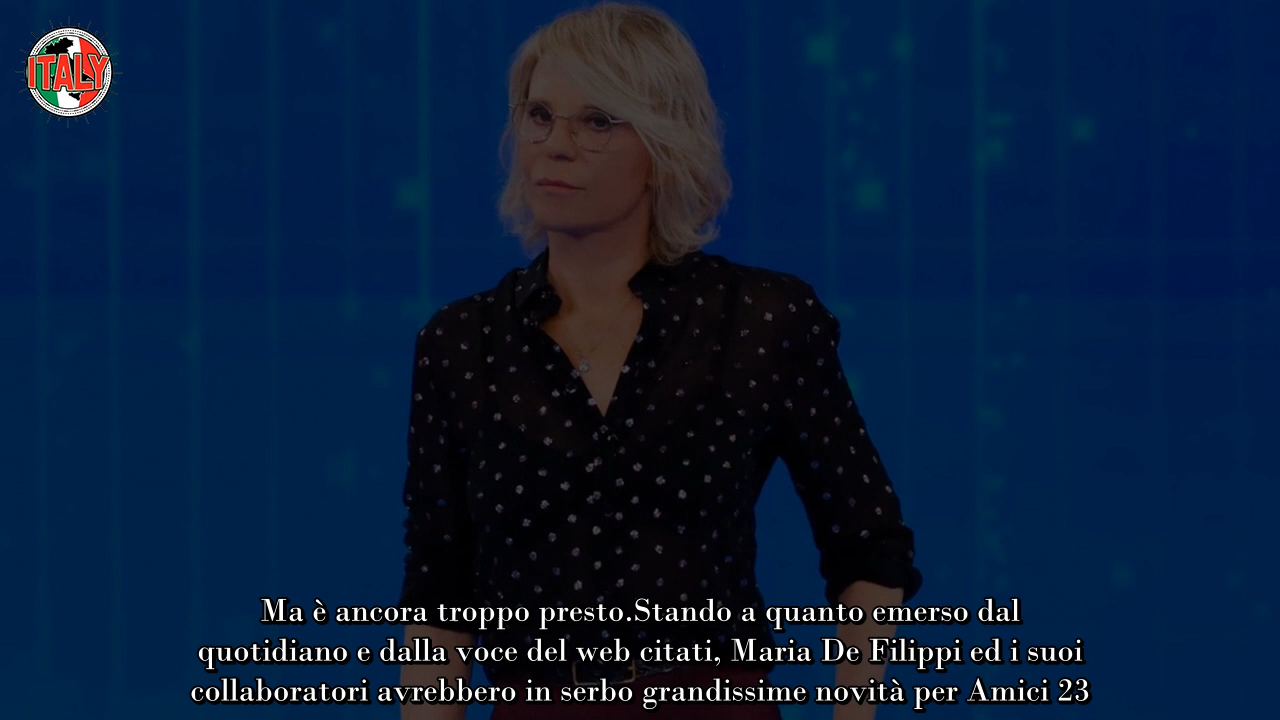 ITALY
Ma è ancora troppo presto.Stando a quanto emerso dal
quotidiano e dalla voce del web citati, Maria De Filippi ed i suoi
collaboratori avrebbero in serbo grandissime novità per Amici 23